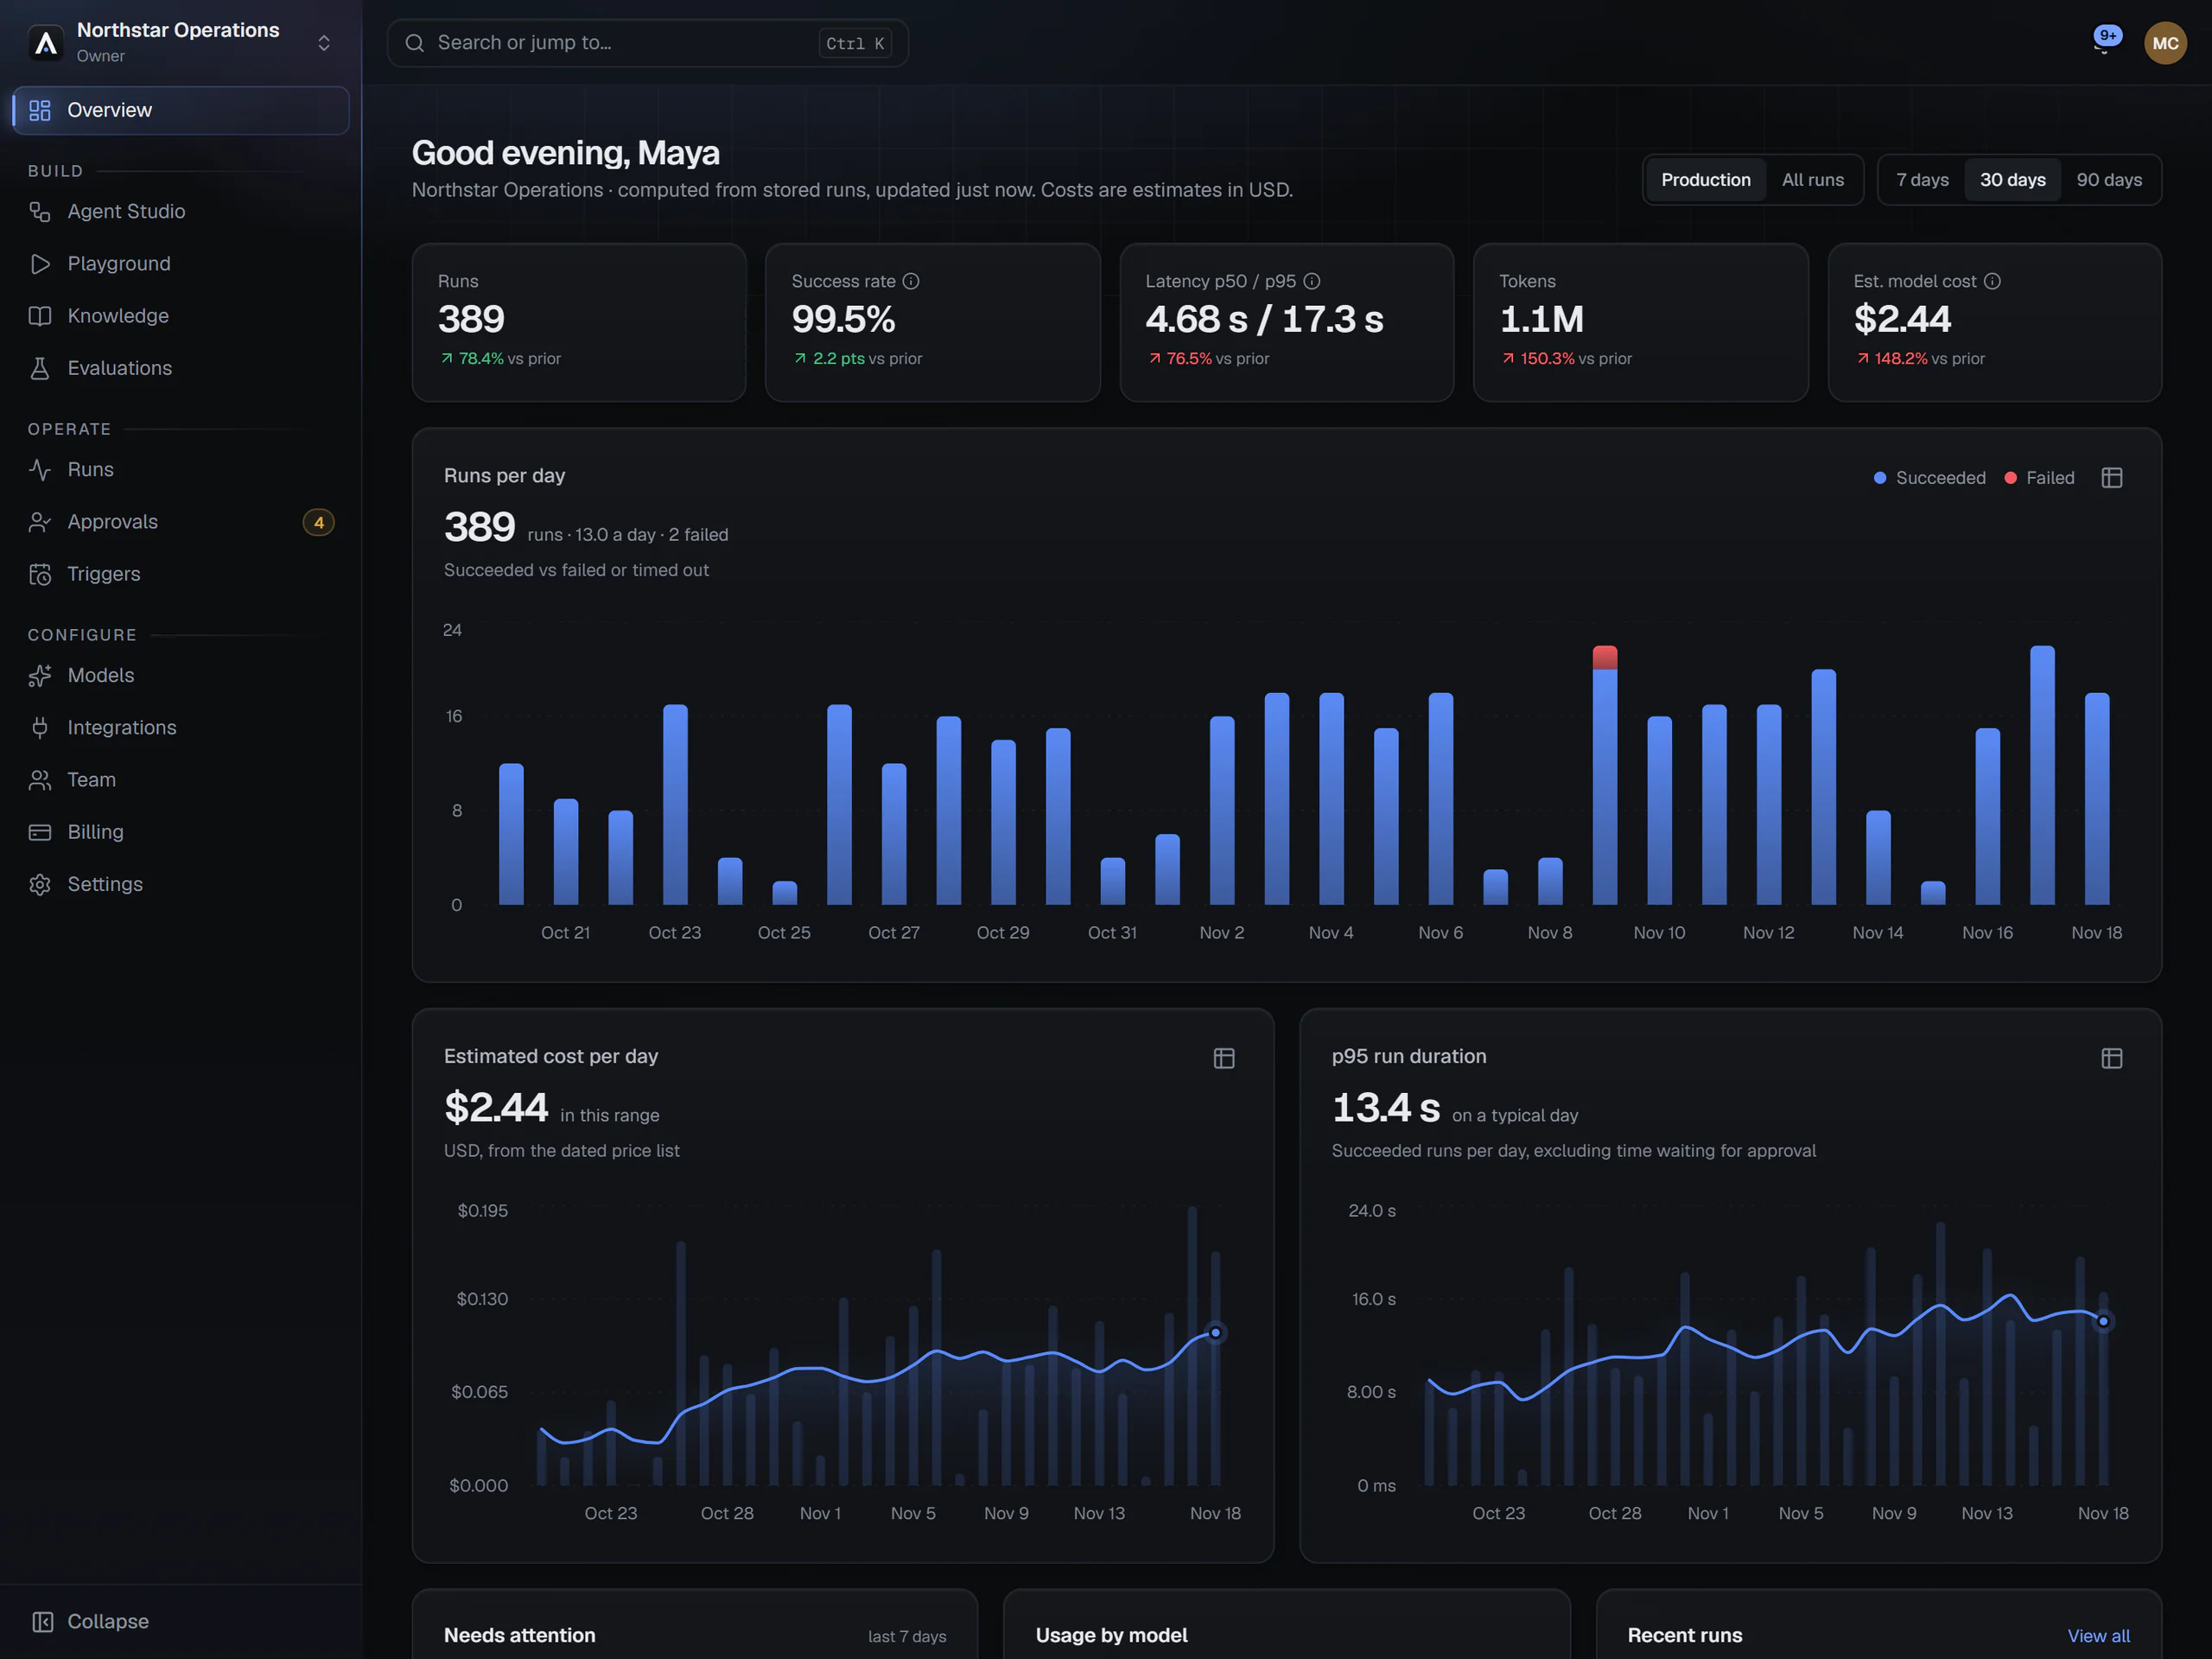 Northstar Operations
Owner
Search or jump to...
Ctrl K
9+
MC
Overview
BUILD
Agent Studio
Playground
Knowledge
Evaluations
OPERATE
Runs
Approvals
4
Triggers
CONFIGURE
Models
Integrations
Team
Billing
Settings
Collapse
Good evening, Maya
Northstar Operations · computed from stored runs, updated just now. Costs are estimates in USD.
Production
All runs
7 days
30 days
90 days
Runs
389
78.4% vs prior
Success rate
99.5%
2.2 pts vs prior
Latency p50 / p95
4.68 s / 17.3 s
76.5% vs prior
Tokens
1.1M
150.3% vs prior
Est. model cost
$2.44
148.2% vs prior
Runs per day
Succeeded
Failed
389 runs · 13.0 a day · 2 failed
Succeeded vs failed or timed out
24
16
8
0
Oct 21
Oct 23
Oct 25
Oct 27
Oct 29
Oct 31
Nov 2
Nov 4
Nov 6
Nov 8
Nov 10
Nov 12
Nov 14
Nov 16
Nov 18
Estimated cost per day
$2.44 in this range
USD, from the dated price list
$0.195
$0.130
$0.065
$0.000
Oct 23
Oct 28
Nov 1
Nov 5
Nov 9
Nov 13
Nov 18
p95 run duration
13.4 s on a typical day
Succeeded runs per day, excluding time waiting for approval
24.0 s
16.0 s
8.00 s
0 ms
Oct 23
Oct 28
Nov 1
Nov 5
Nov 9
Nov 13
Nov 18
Needs attention
last 7 days
Usage by model
Recent runs
View all